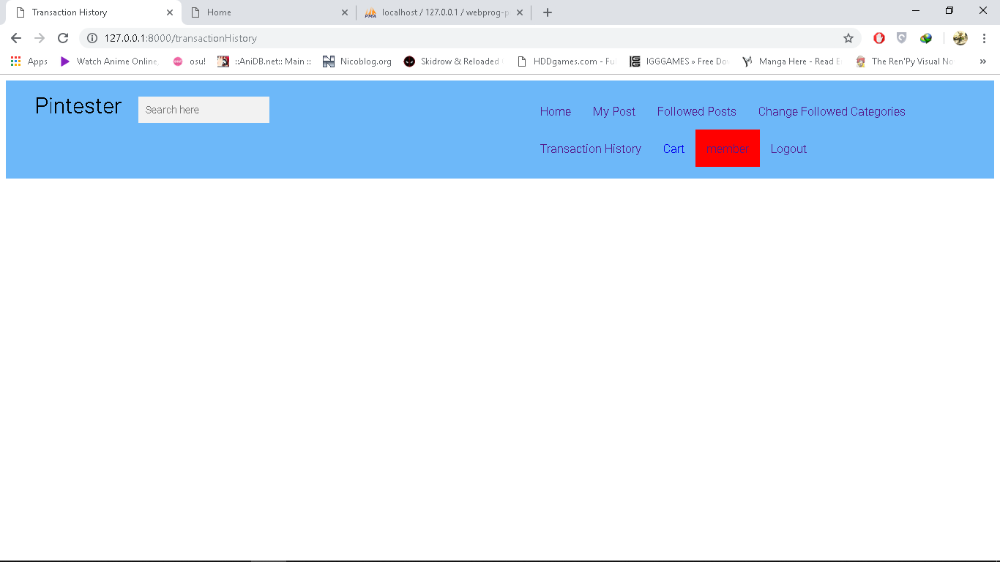 Transaction History
Home
localhost / 127.0.0.1 / webprog-p
127.0.0.1:8000/transactionHistory
Apps Watch Anime Online, osu! ::AniDB.net:: Main :: Nicoblog.org Skidrow & Reloaded HDDgames.com - Fu IGGGAMES » Free Do Manga Here - Read E The Ren'Py Visual No »
Pintester Search here
Home My Post Followed Posts Change Followed Categories
Transaction History Cart member Logout